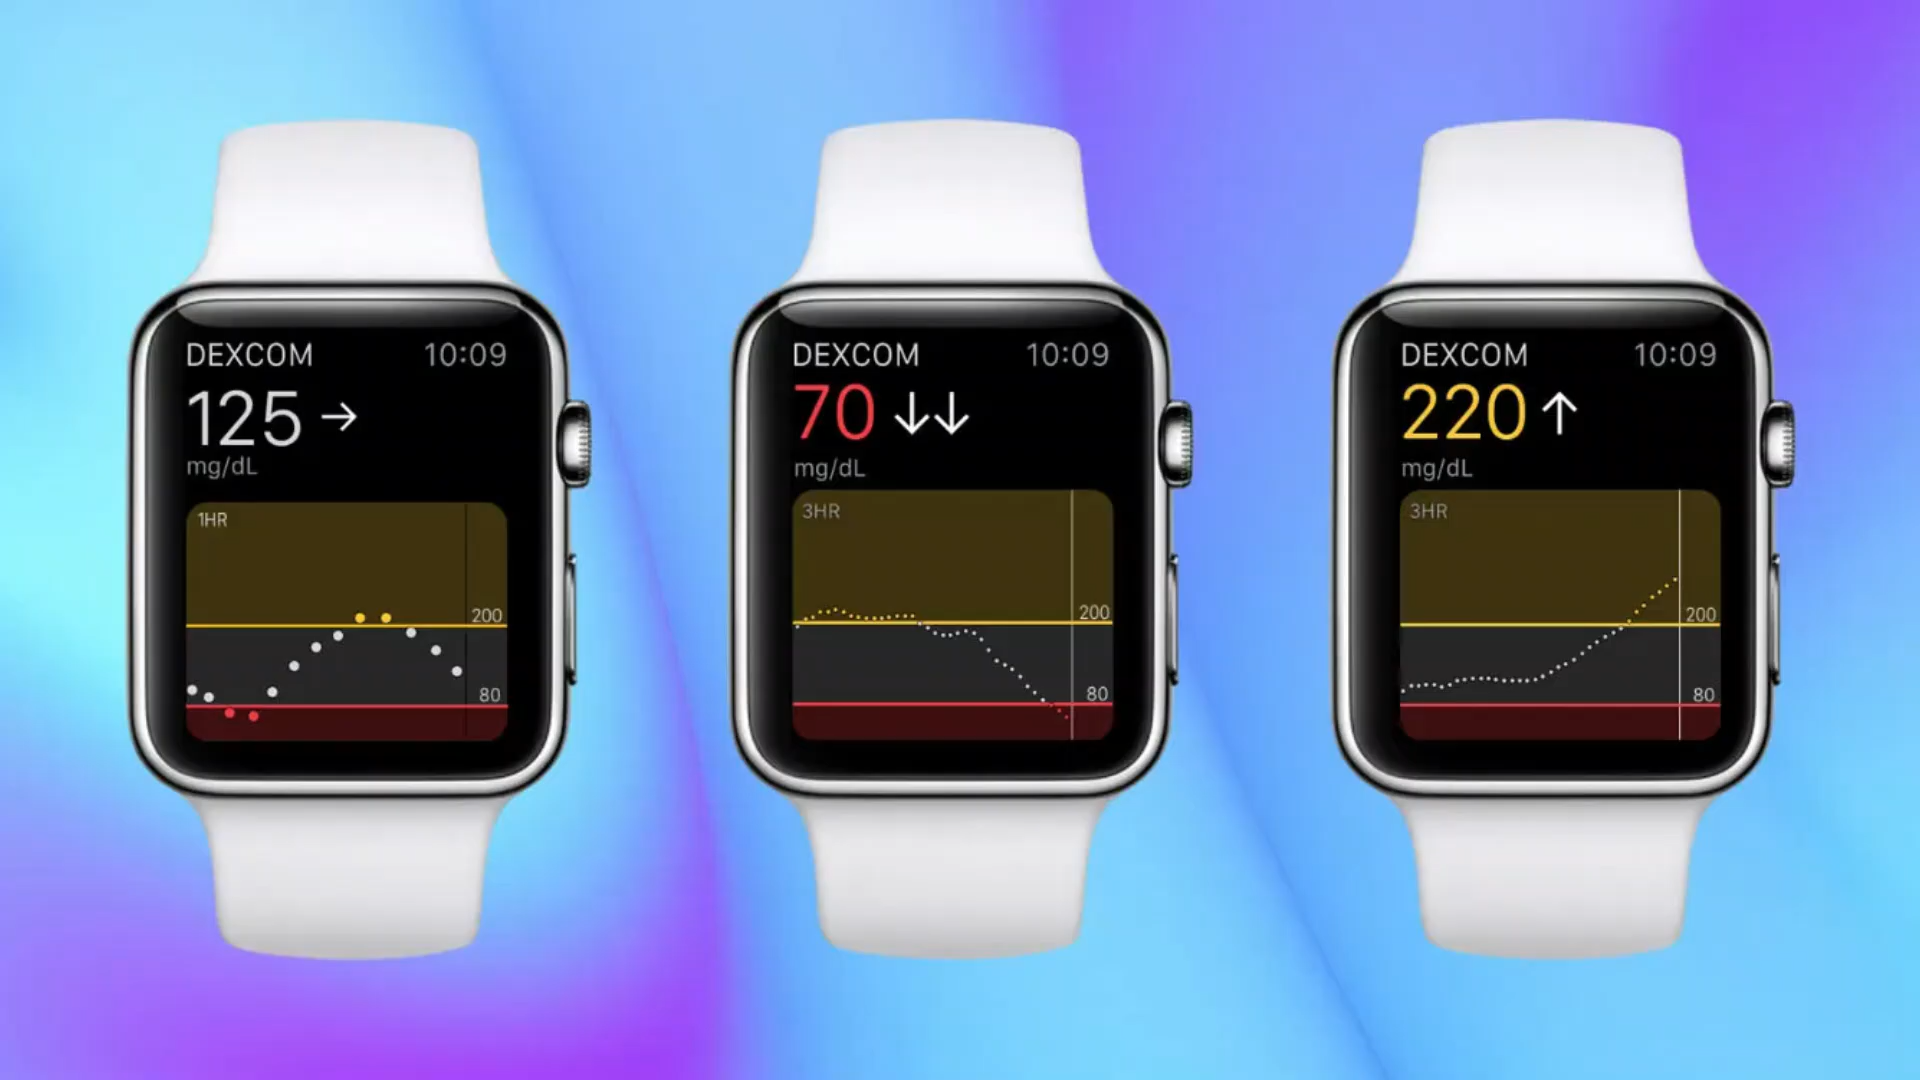 DEXCOM 10:09
125 →
mg/dL
1HR
200
80
DEXCOM 10:09
70 ↓↓
mg/dL
3HR
200
80
DEXCOM 10:09
220 ↑
mg/dL
3HR
200
80